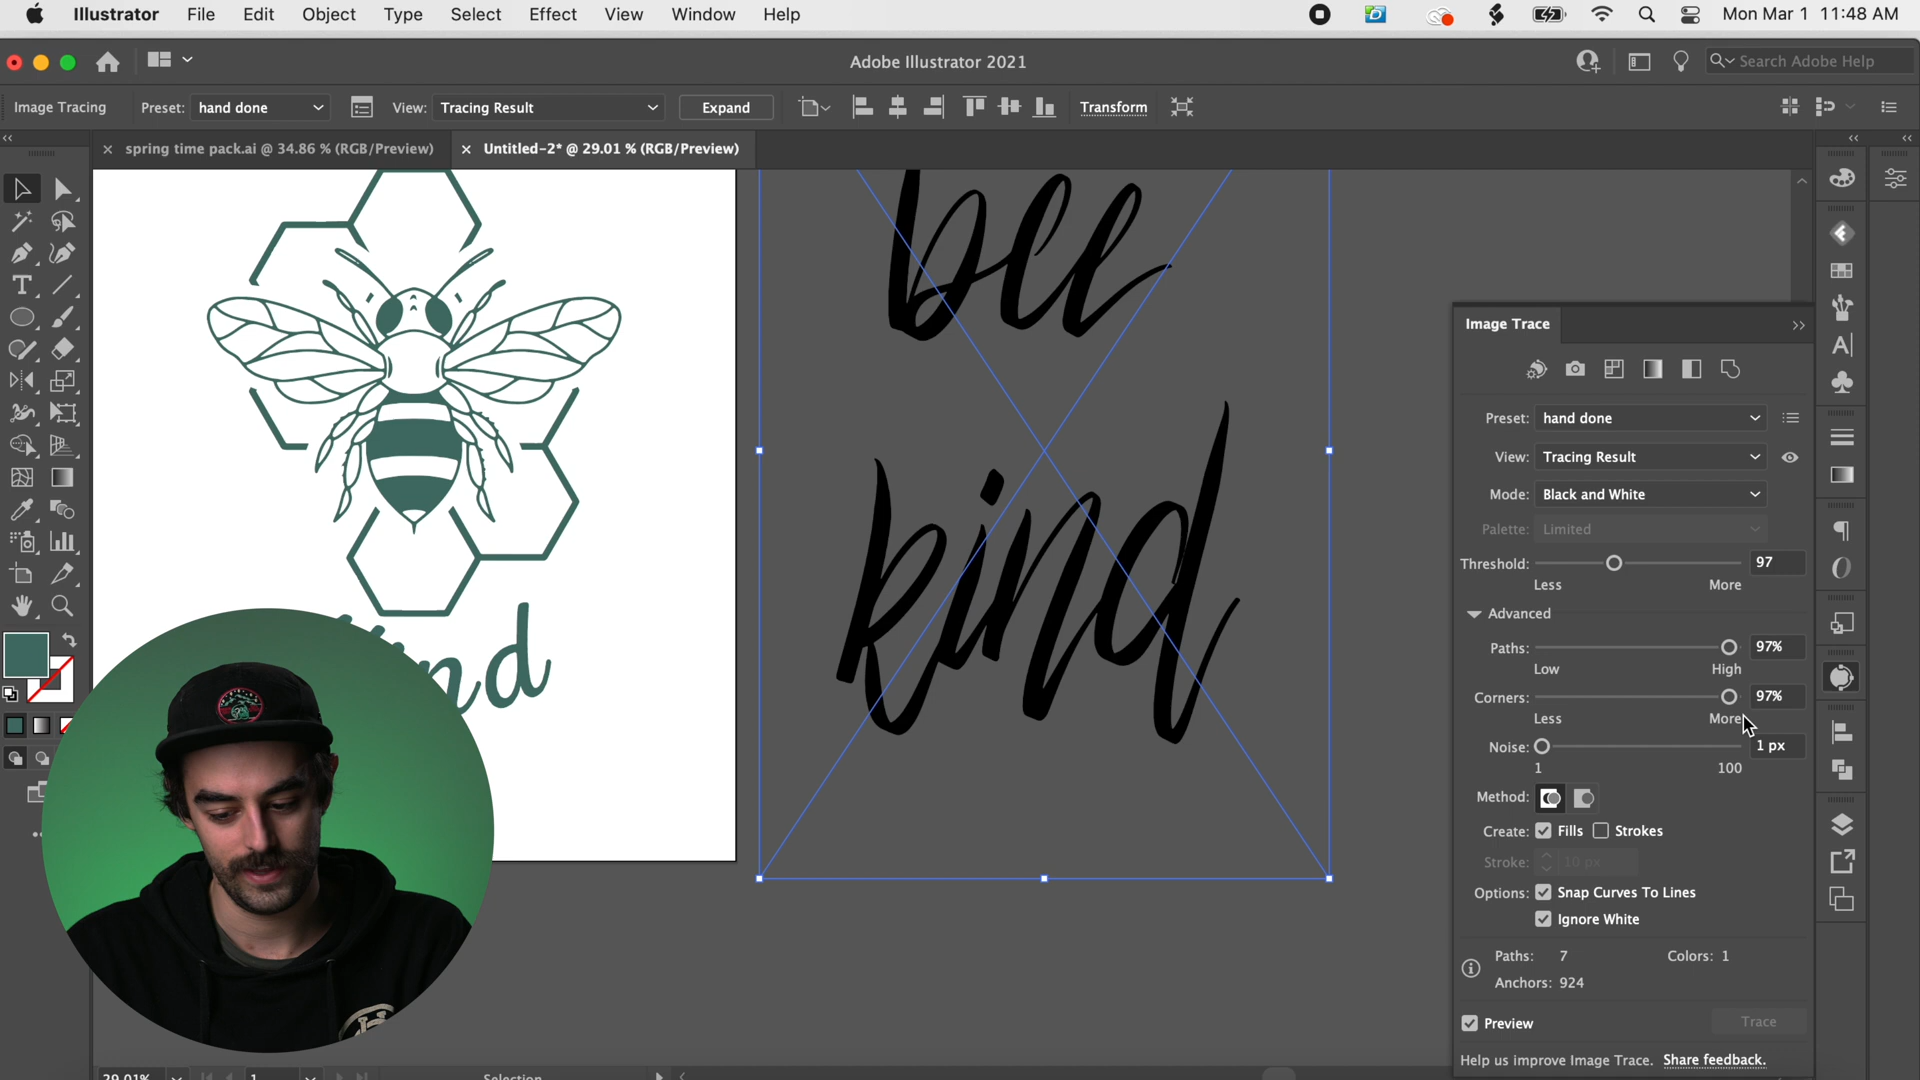 Illustrator File Edit Object Type Select Effect View Window Help Mon Mar 1 11:48 AM
Adobe Illustrator 2021
Search Adobe Help
Image Tracing Preset: hand done View: Tracing Result Expand Transform
spring time pack.ai @ 34.86 % (RGB/Preview) Untitled-2* @ 29.01 % (RGB/Preview)
bee
kind
Image Trace
Preset: hand done
View: Tracing Result
Mode: Black and White
Palette: Limited
Threshold: 97
Less More
Advanced
Paths: 97%
Low High
Corners: 97%
Less More
Noise: 1 px
1 100
Method:
Create: Fills Strokes
Stroke: 10 px
Options: Snap Curves To Lines
Ignore White
Paths: 7 Colors: 1
Anchors: 924
Preview Trace
Help us improve Image Trace. Share feedback.
29.01% 1 Selection